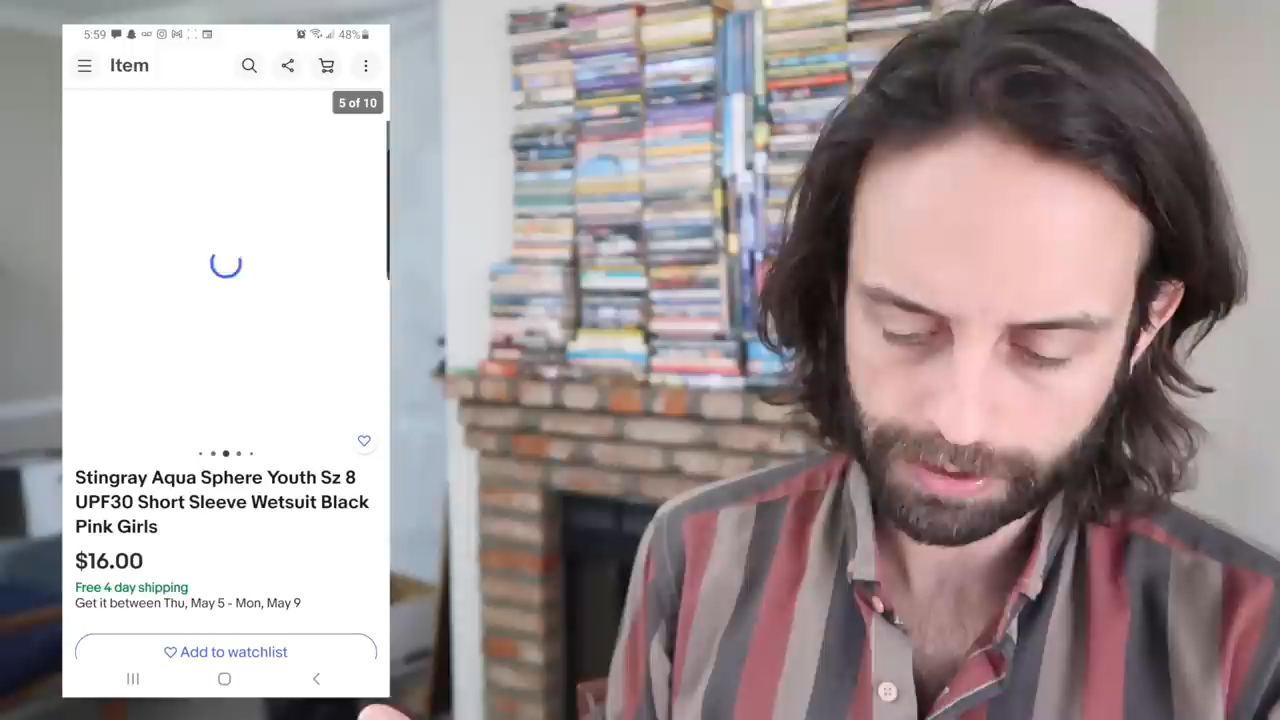 5:59
48%
Item
5 of 10
Stingray Aqua Sphere Youth Sz 8
UPF30 Short Sleeve Wetsuit Black
Pink Girls
$16.00
Free 4 day shipping
Get it between Thu, May 5 - Mon, May 9
Add to watchlist